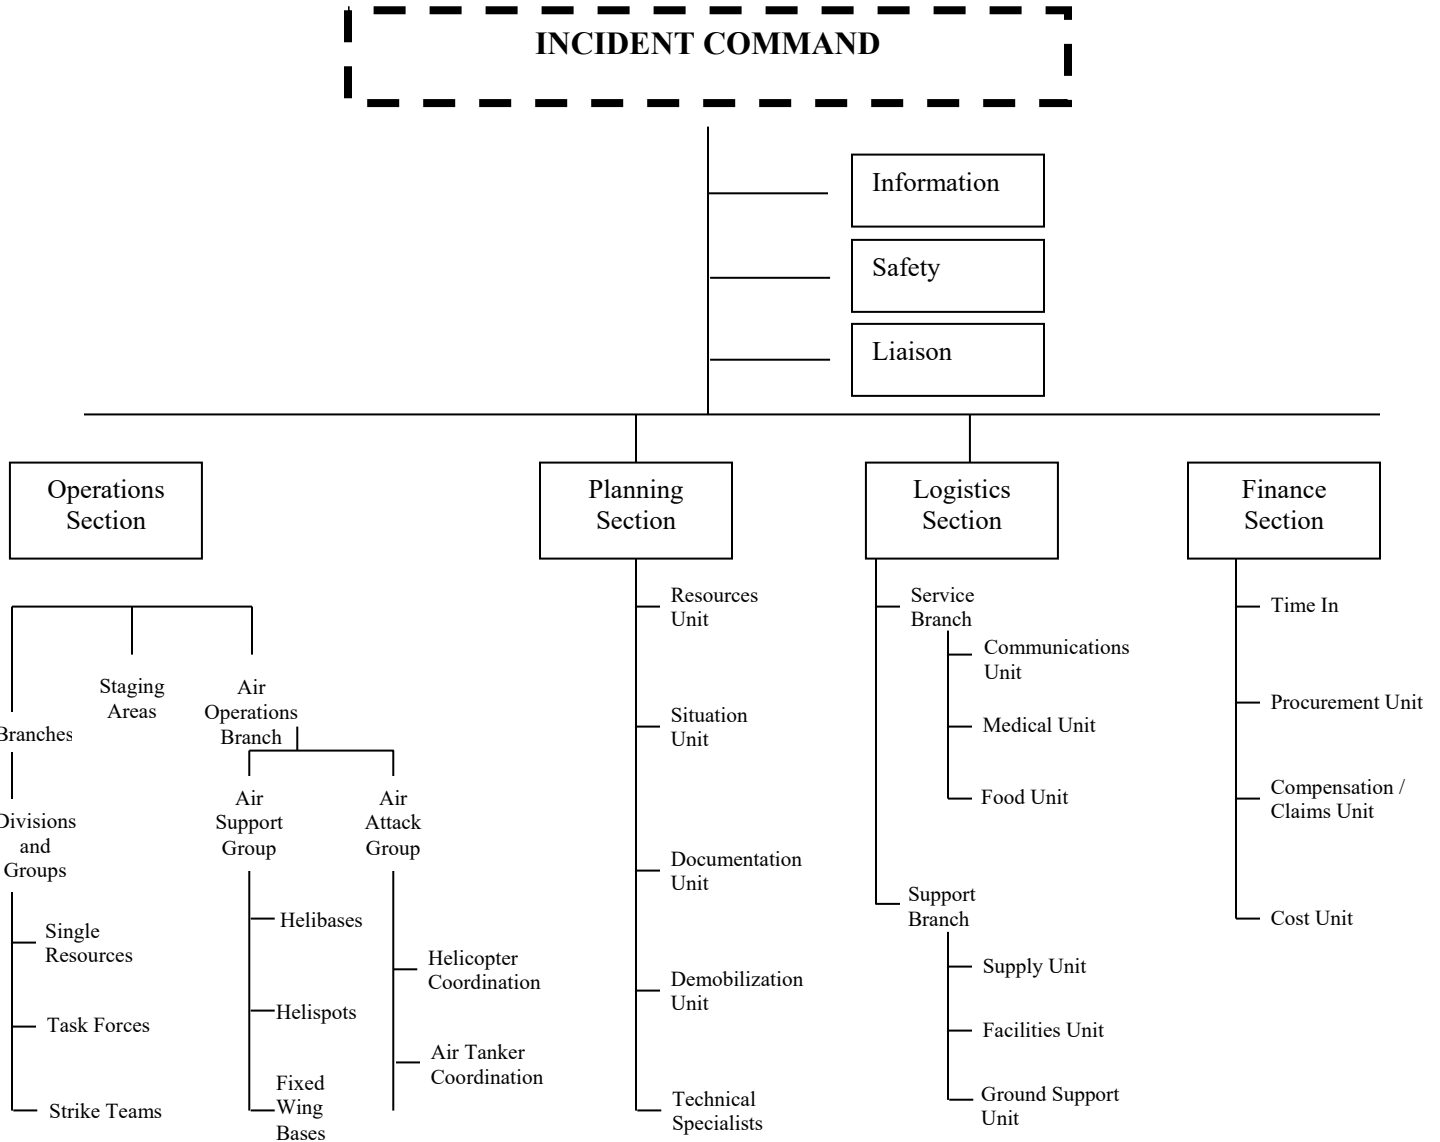 INCIDENT COMMAND
Information
Safety
Liaison
Operations
Section
Planning
Section
Logistics
Section
Finance
Section
Branches
Staging
Areas
Air
Operations
Branch
Divisions
and
Groups
Single
Resources
Task Forces
Strike Teams
Air
Support
Group
Helibases
Helispots
Fixed
Wing
Bases
Air
Attack
Group
Helicopter
Coordination
Air Tanker
Coordination
Resources
Unit
Situation
Unit
Documentation
Unit
Demobilization
Unit
Technical
Specialists
Service
Branch
Communications
Unit
Medical Unit
Food Unit
Support
Branch
Supply Unit
Facilities Unit
Ground Support
Unit
Time In
Procurement Unit
Compensation /
Claims Unit
Cost Unit